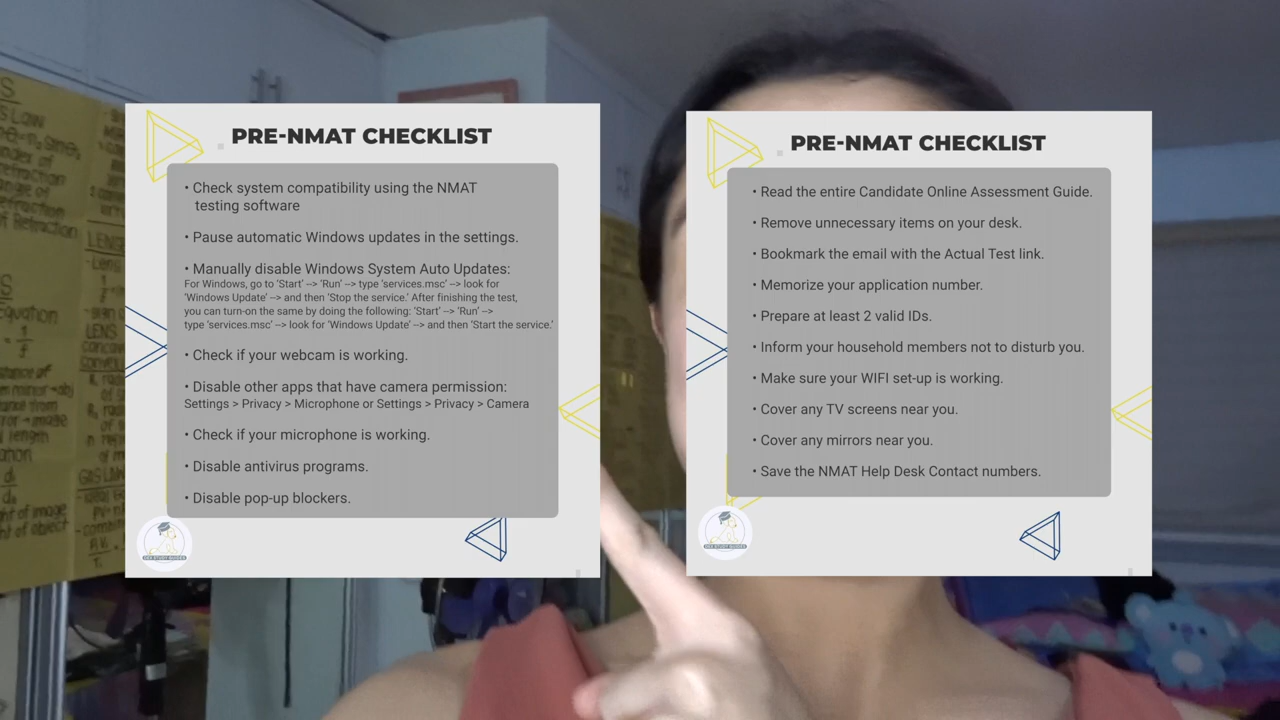 PRE-NMAT CHECKLIST
• Check system compatibility using the NMAT
testing software
• Pause automatic Windows updates in the settings.
• Manually disable Windows System Auto Updates:
For Windows, go to ‘Start’ –> ‘Run’ –> type ‘services.msc’ –> look for
‘Windows Update’ –> and then ‘Stop the service.’ After finishing the test,
you can turn-on the same by doing the following: ‘Start’ –> ‘Run’ –>
type ‘services.msc’ –> look for ‘Windows Update’ –> and then ‘Start the service.’
• Check if your webcam is working.
• Disable other apps that have camera permission:
Settings > Privacy > Microphone or Settings > Privacy > Camera
• Check if your microphone is working.
• Disable antivirus programs.
• Disable pop-up blockers.
DEX STUDY GUIDES
PRE-NMAT CHECKLIST
• Read the entire Candidate Online Assessment Guide.
• Remove unnecessary items on your desk.
• Bookmark the email with the Actual Test link.
• Memorize your application number.
• Prepare at least 2 valid IDs.
• Inform your household members not to disturb you.
• Make sure your WIFI set-up is working.
• Cover any TV screens near you.
• Cover any mirrors near you.
• Save the NMAT Help Desk Contact numbers.
DEX STUDY GUIDES
LENS
GAS LAW